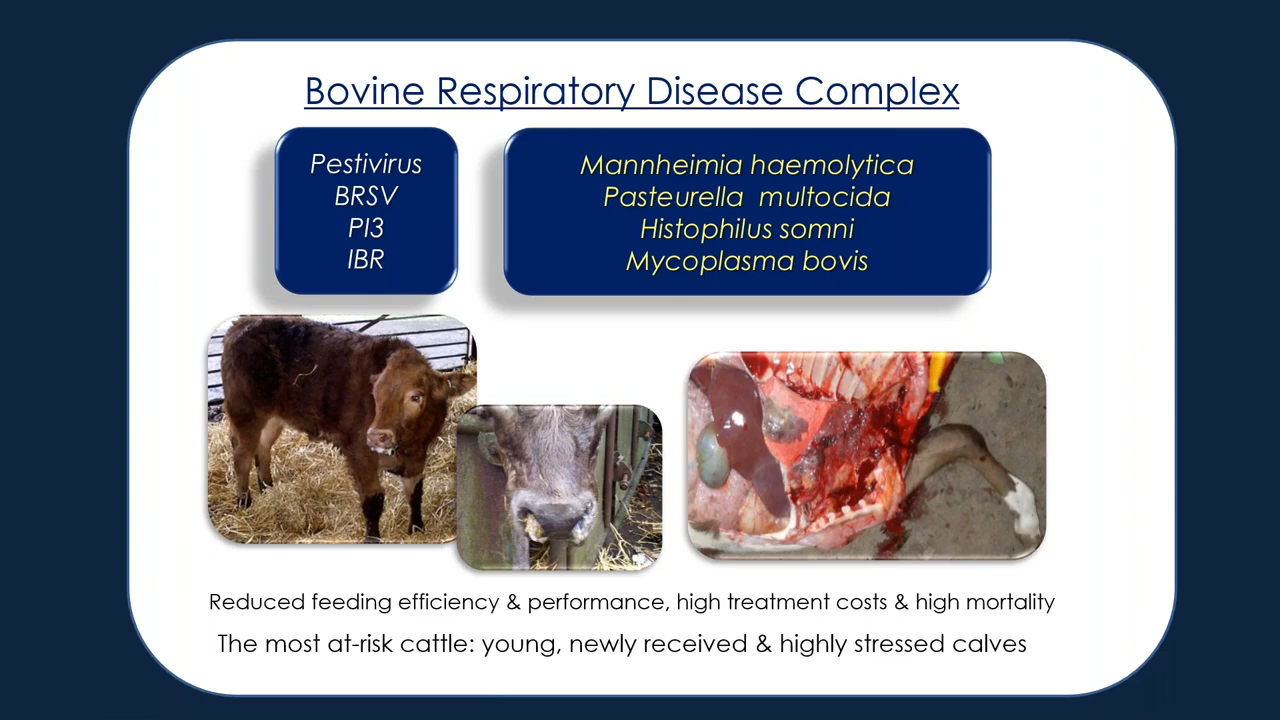 Bovine Respiratory Disease Complex
Pestivirus
BRSV
PI3
IBR
Mannheimia haemolytica
Pasteurella multocida
Histophilus somni
Mycoplasma bovis
Reduced feeding efficiency & performance, high treatment costs & high mortality
The most at-risk cattle: young, newly received & highly stressed calves